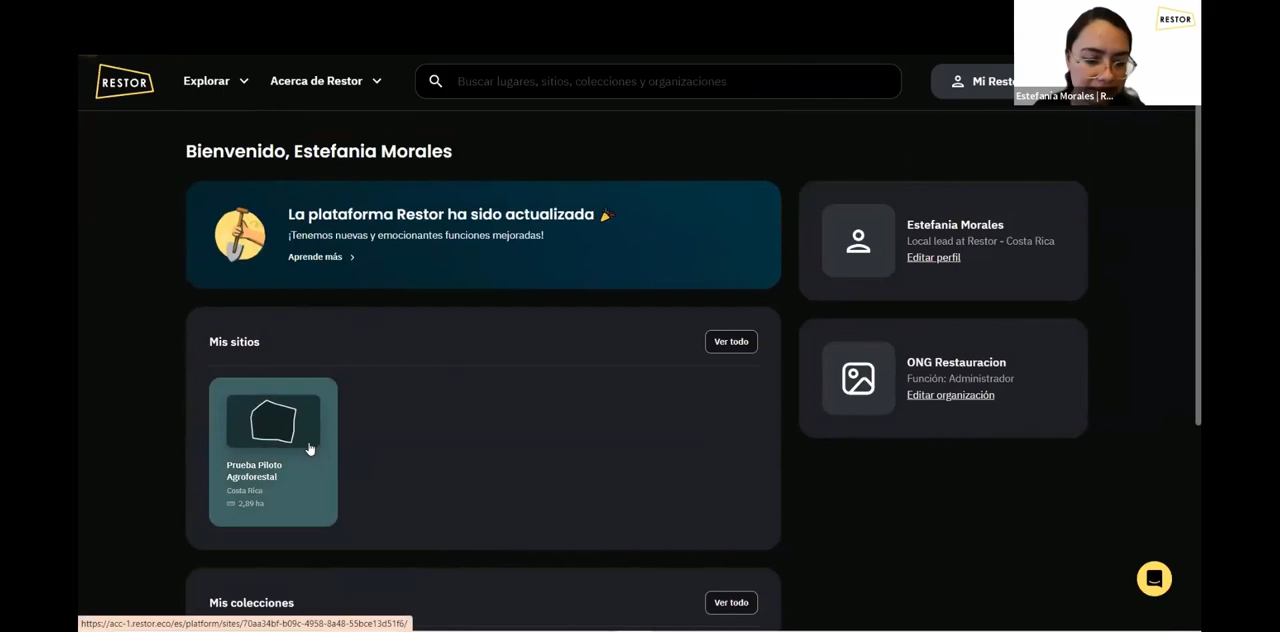 RESTOR
Explorar
Acerca de Restor
Buscar lugares, sitios, colecciones y organizaciones
Mi Resto
RESTOR
Estefanía Morales | R...
Bienvenido, Estefania Morales
La plataforma Restor ha sido actualizada
¡Tenemos nuevas y emocionantes funciones mejoradas!
Aprende más
Estefania Morales
Local lead at Restor - Costa Rica
Editar perfil
Mis sitios
Ver todo
Prueba Piloto
Agroforestal
Costa Rica
2,89 ha
ONG Restauracion
Función: Administrador
Editar organización
Mis colecciones
Ver todo
https://acc-1.restor.eco/es/platform/sites/70aa34bf-b09c-4958-8a48-55bce13d51f6/